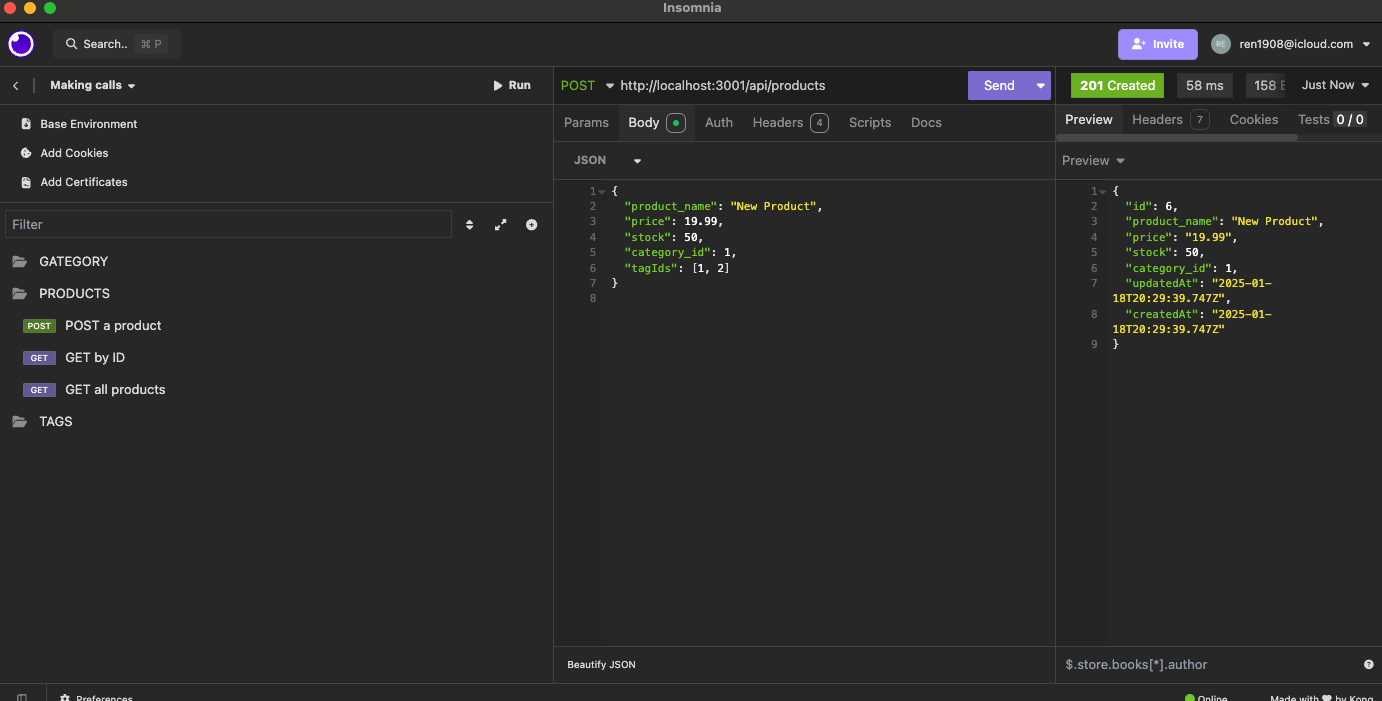 Insomnia
Search.. ⌘ P
Invite
RE ren1908@icloud.com
Making calls
Run
POST http://localhost:3001/api/products
Send
201 Created 58 ms 158 Just Now
Base Environment
Add Cookies
Add Certificates
Filter
GATEGORY
PRODUCTS
POST POST a product
GET GET by ID
GET GET all products
TAGS
Params Body Auth Headers 4 Scripts Docs
JSON
1 {
2 "product_name": "New Product",
3 "price": 19.99,
4 "stock": 50,
5 "category_id": 1,
6 "tagIds": [1, 2]
7 }
8
Beautify JSON
Preview Headers 7 Cookies Tests 0 / 0
Preview
1 {
2 "id": 6,
3 "product_name": "New Product",
4 "price": "19.99",
5 "stock": 50,
6 "category_id": 1,
7 "updatedAt": "2025-01-
18T20:29:39.747Z",
8 "createdAt": "2025-01-
18T20:29:39.747Z"
9 }
$.store.books[*].author
Preferences
Online
Made with by Kong